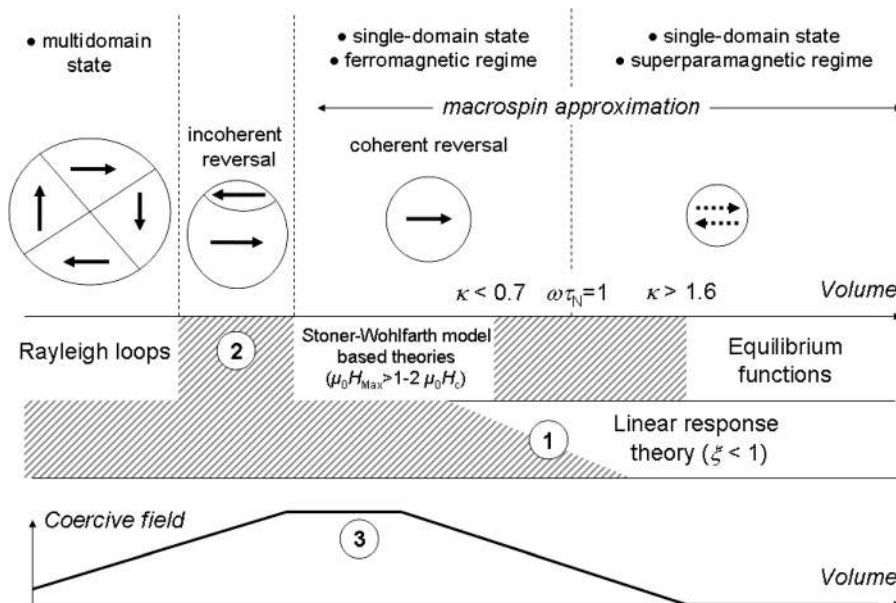 • multidomain
state
• single-domain state
• ferromagnetic regime
• single-domain state
• superparamagnetic regime
macrospin approximation
incoherent
reversal
coherent reversal
κ < 0.7
ωτN=1
κ > 1.6
Volume
Rayleigh loops
2
Stoner-Wohlfarth model
based theories
(μ0HMax>1-2 μ0Hc)
Equilibrium
functions
1
Linear response
theory (ξ < 1)
Coercive field
3
Volume